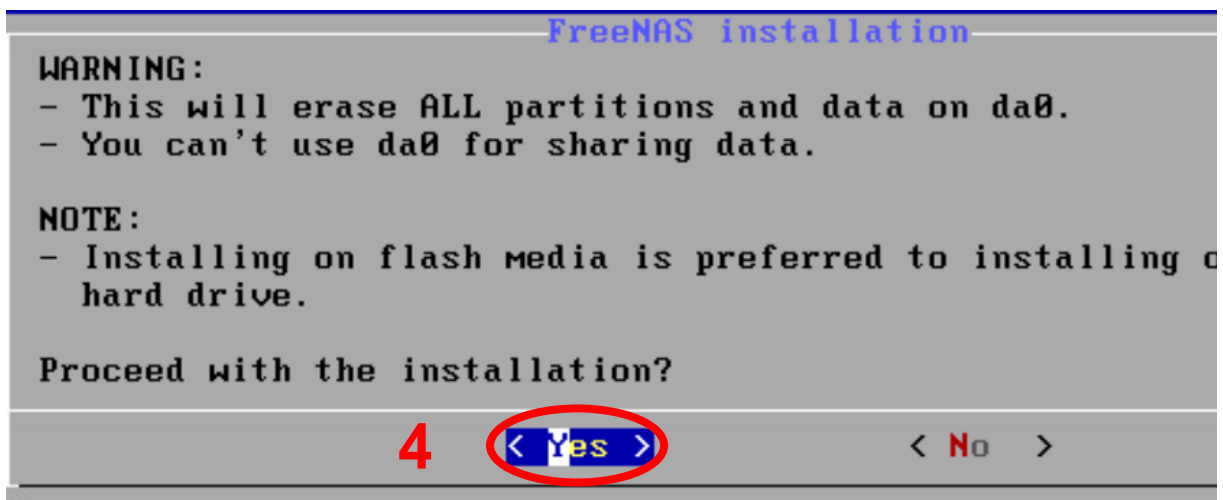 FreeNAS installation
WARNING:
- This will erase ALL partitions and data on da0.
- You can't use da0 for sharing data.
NOTE:
- Installing on flash media is preferred to installing
hard drive.
Proceed with the installation?
4 < Yes > < No >